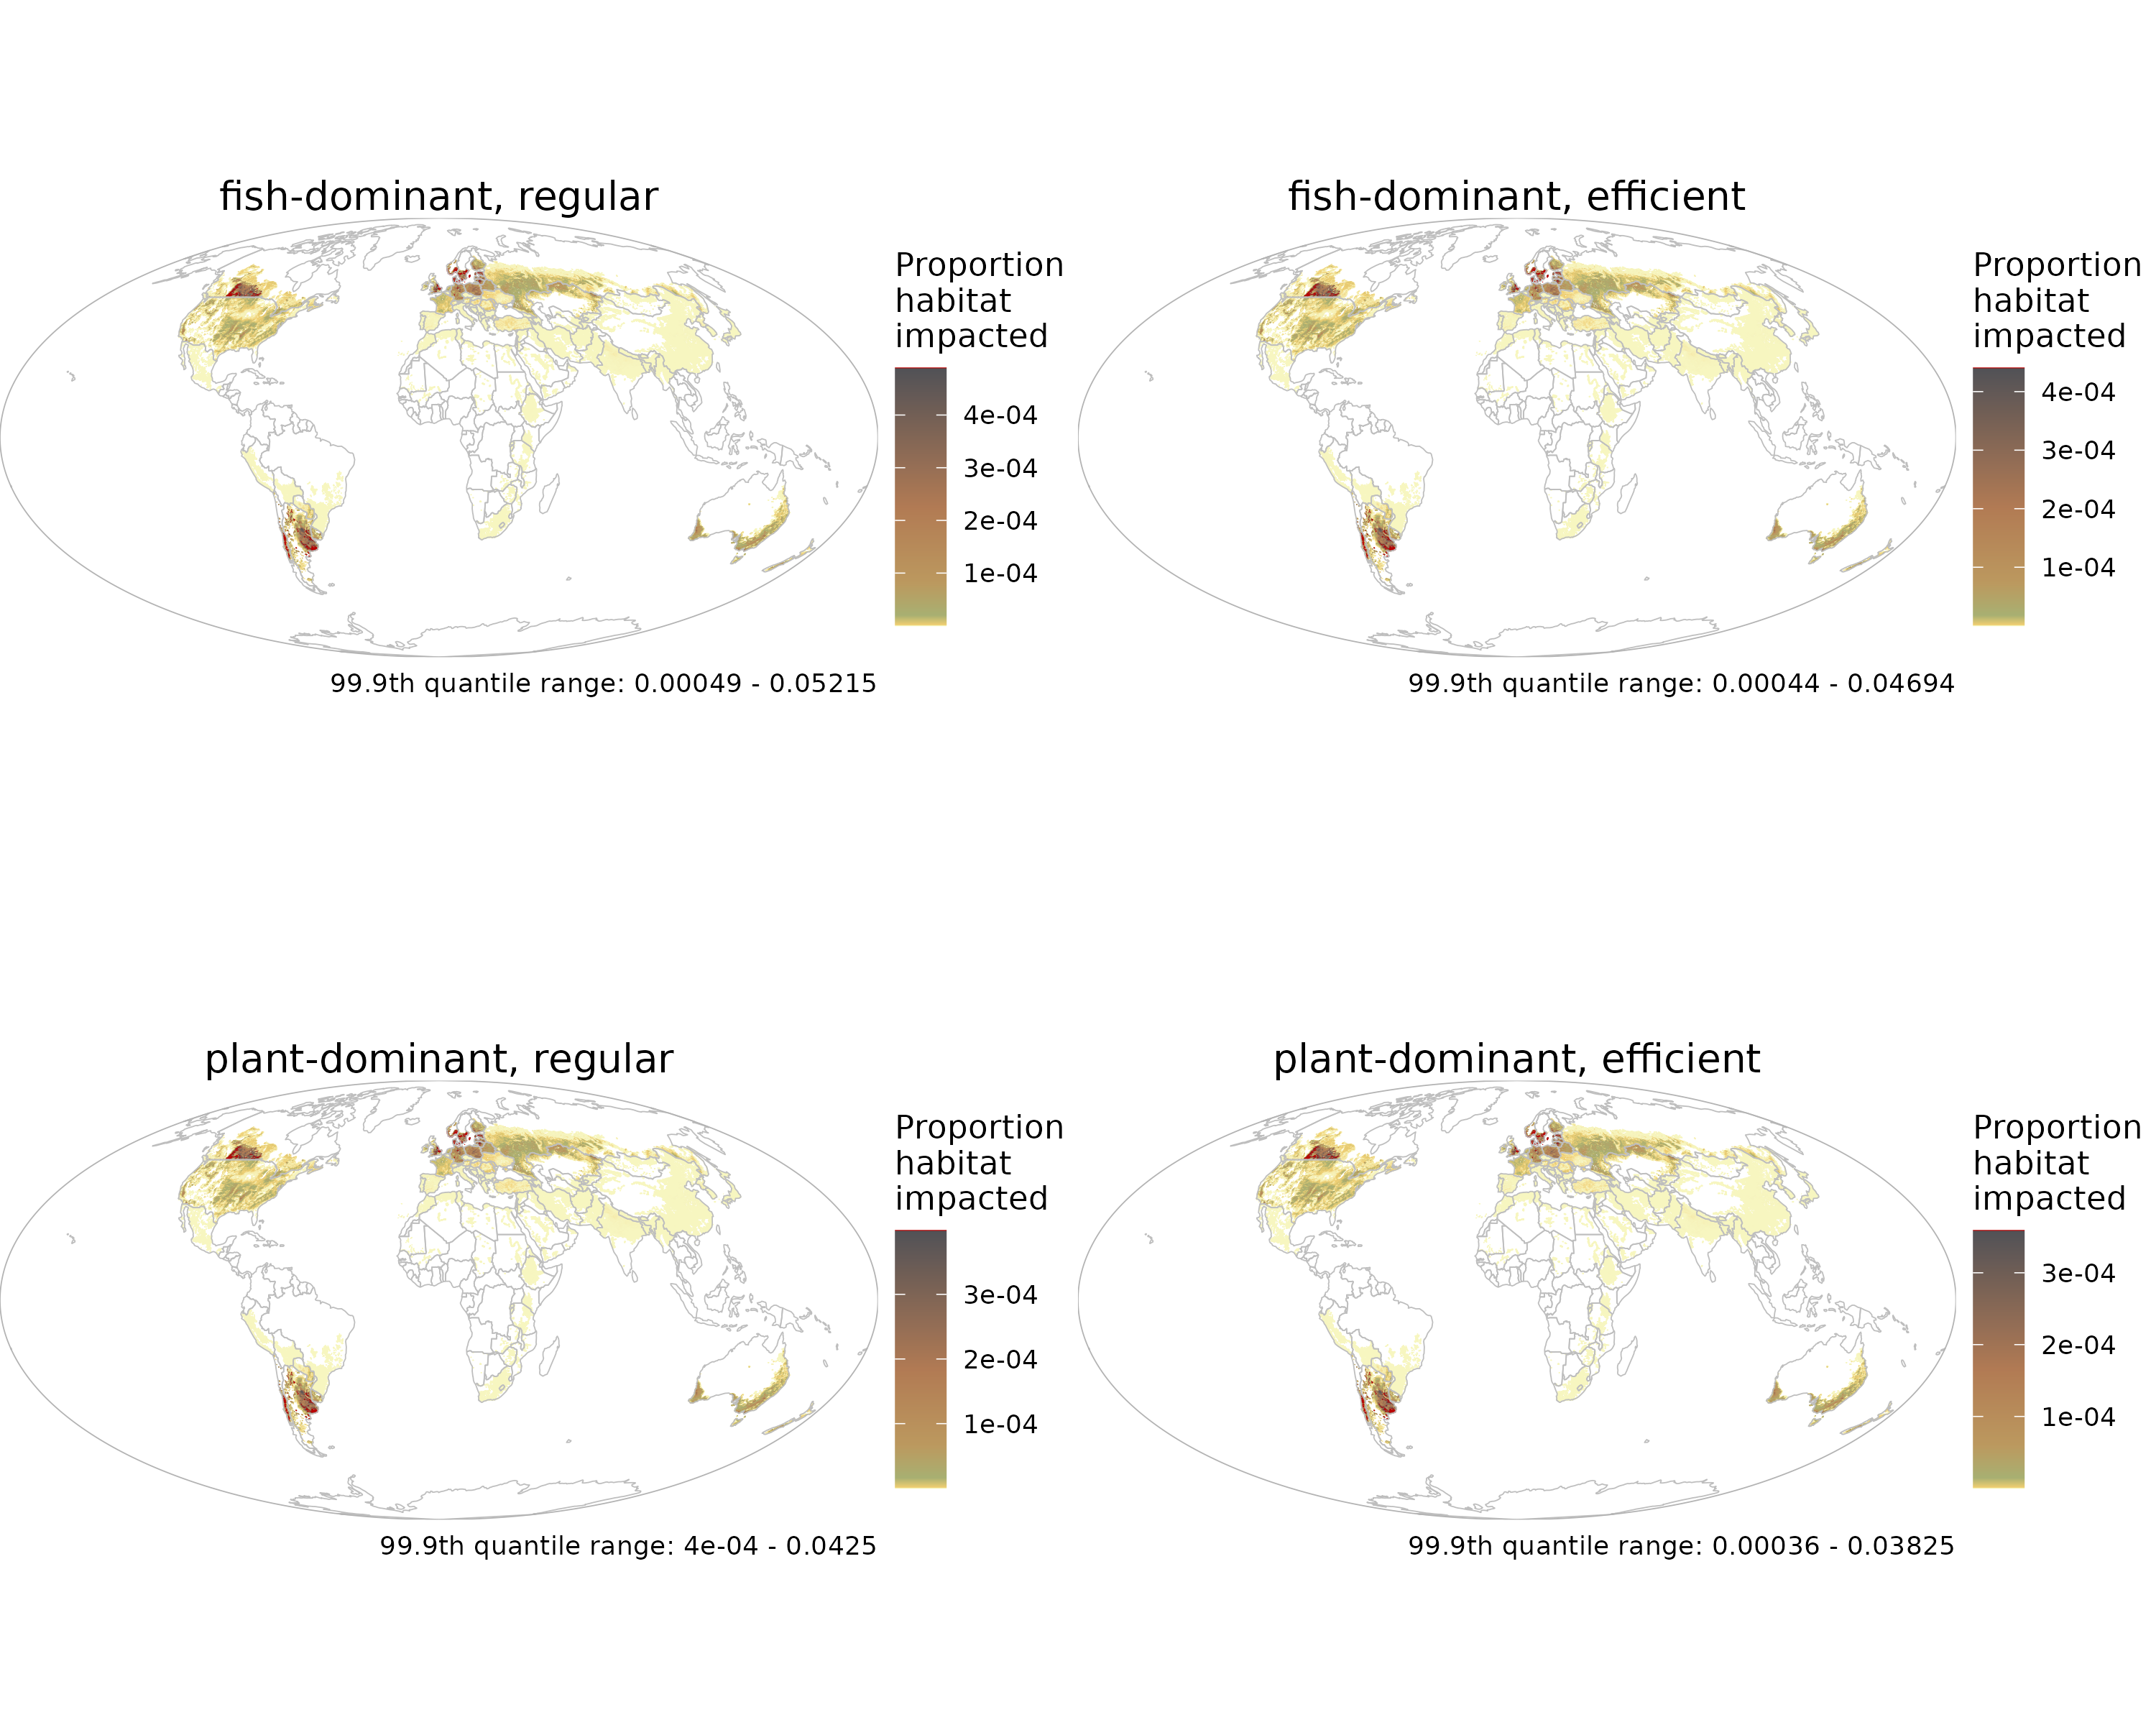 fish-dominant, regular
Proportion
habitat
impacted
4e-04
3e-04
2e-04
1e-04
99.9th quantile range: 0.00049 - 0.05215
fish-dominant, efficient
Proportion
habitat
impacted
4e-04
3e-04
2e-04
1e-04
99.9th quantile range: 0.00044 - 0.04694
plant-dominant, regular
Proportion
habitat
impacted
3e-04
2e-04
1e-04
99.9th quantile range: 4e-04 - 0.0425
plant-dominant, efficient
Proportion
habitat
impacted
3e-04
2e-04
1e-04
99.9th quantile range: 0.00036 - 0.03825